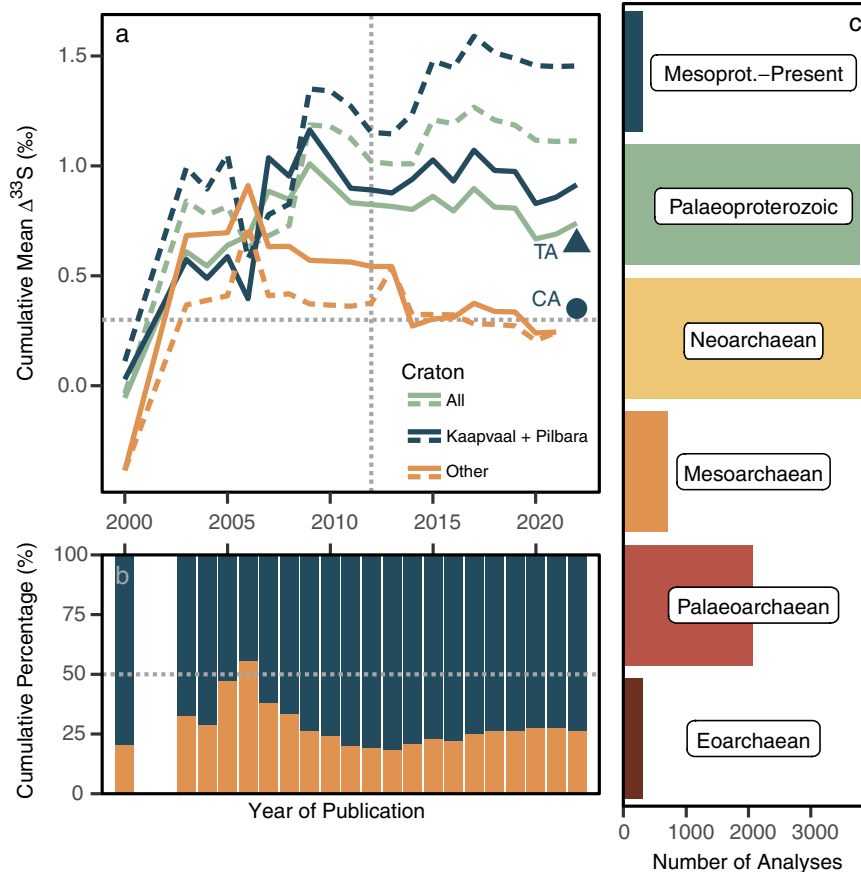 a
Cumulative Mean Δ³³S (‰)
1.5
1.0
0.5
0.0
TA
CA
Craton
All
Kaapvaal + Pilbara
Other
2000
2005
2010
2015
2020
b
Cumulative Percentage (%)
100
75
50
25
0
Year of Publication
c
Mesoprot.−Present
Palaeoproterozoic
Neoarchaean
Mesoarchaean
Palaeoarchaean
Eoarchaean
0
1000
2000
3000
Number of Analyses